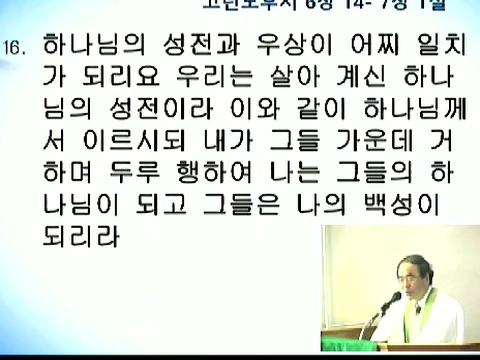 고린도후서 6장 14- 7장 1절
16. 하나님의 성전과 우상이 어찌 일치
가 되리요 우리는 살아 계신 하나
님의 성전이라 이와 같이 하나님께
서 이르시되 내가 그들 가운데 거
하며 두루 행하여 나는 그들의 하
나님이 되고 그들은 나의 백성이
되리라